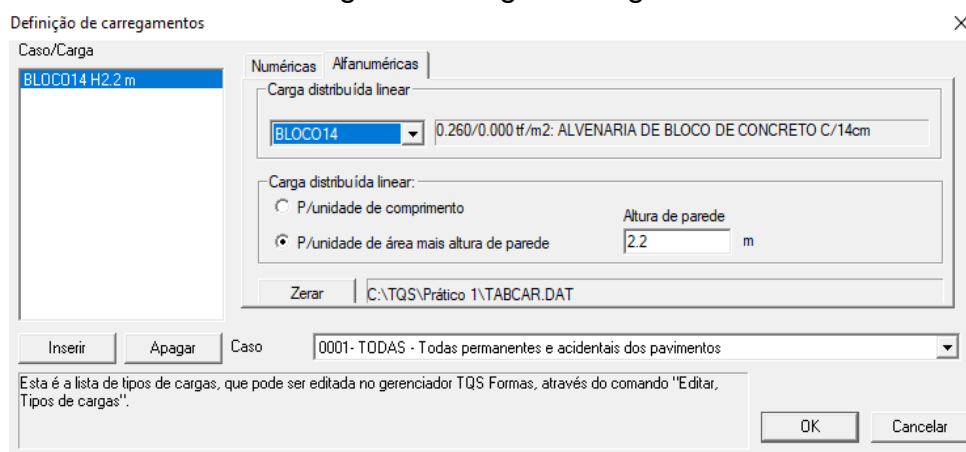 Definição de carregamentos
Caso/Carga
BLOCO14 H2.2 m
Numéricas Alfanuméricas
Carga distribuída linear
BLOCO14 0.260/0.000 tf/m2: ALVENARIA DE BLOCO DE CONCRETO C/14cm
Carga distribuída linear:
P/unidade de comprimento
Altura de parede
P/unidade de área mais altura de parede 2.2 m
Zerar C:\TQS\Prático 1\TABCAR.DAT
Inserir Apagar Caso 0001- TODAS - Todas permanentes e acidentais dos pavimentos
Esta é a lista de tipos de cargas, que pode ser editada no gerenciador TQS Formas, através do comando "Editar,
Tipos de cargas".
OK Cancelar